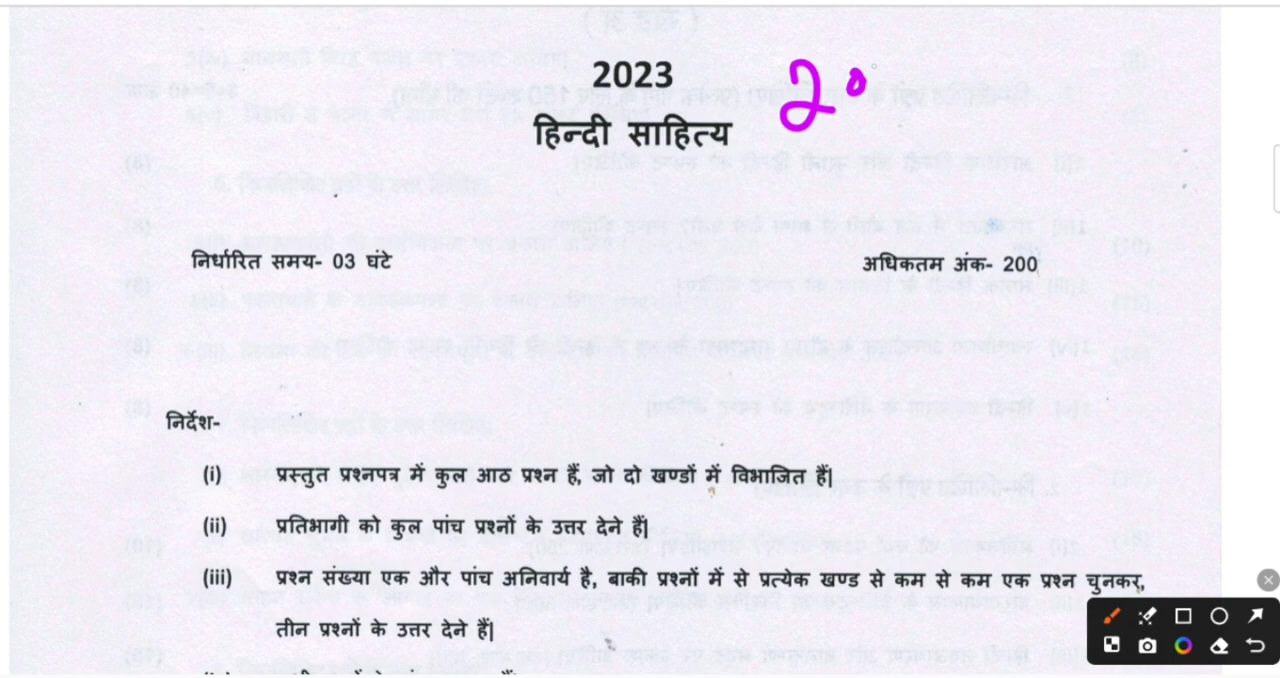 2023
हिन्दी साहित्य
निर्धारित समय- 03 घंटे
अधिकतम अंक- 200
निर्देश-
(i) प्रस्तुत प्रश्नपत्र में कुल आठ प्रश्न हैं, जो दो खण्डों में विभाजित हैं|
(ii) प्रतिभागी को कुल पांच प्रश्नों के उत्तर देने हैं|
(iii) प्रश्न संख्या एक और पांच अनिवार्य है, बाकी प्रश्नों में से प्रत्येक खण्ड से कम से कम एक प्रश्न चुनकर,
तीन प्रश्नों के उत्तर देने हैं|